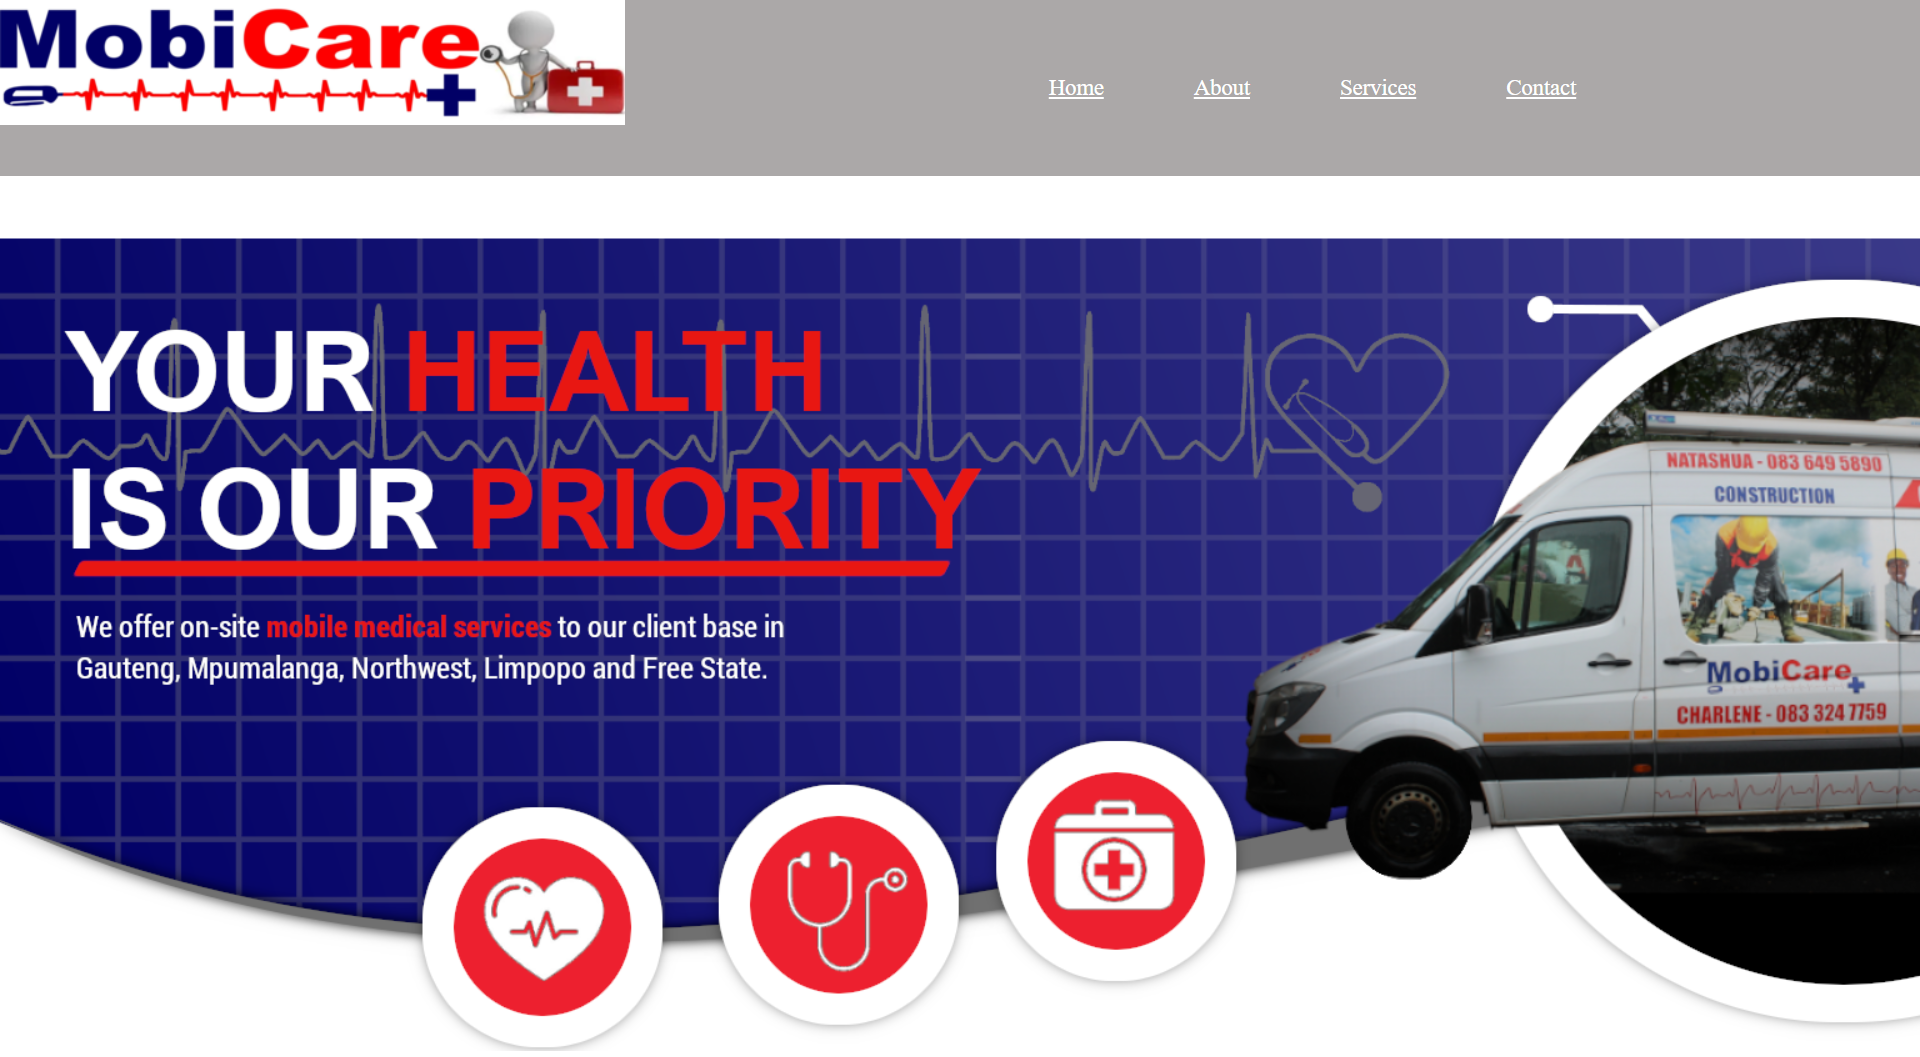 MobiCare
Home
About
Services
Contact
YOUR HEALTH
IS OUR PRIORITY
We offer on-site mobile medical services to our client base in
Gauteng, Mpumalanga, Northwest, Limpopo and Free State.
NATASHUA - 083 649 5890
CONSTRUCTION
MobiCare
CHARLENE - 083 324 7759